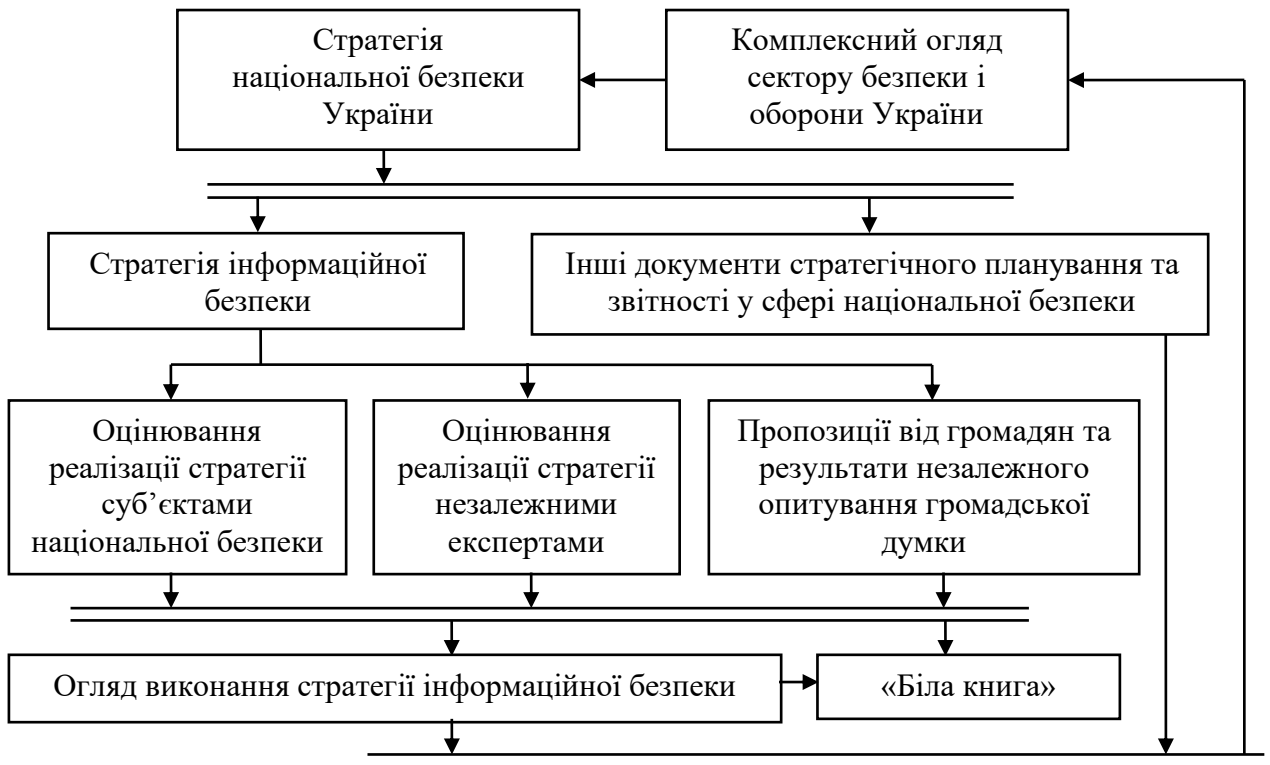 Стратегія
національної безпеки
України
Комплексний огляд
сектору безпеки і
оборони України
Стратегія інформаційної
безпеки
Інші документи стратегічного планування та
звітності у сфері національної безпеки
Оцінювання
реалізації стратегії
суб’єктами
національної безпеки
Оцінювання
реалізації стратегії
незалежними
експертами
Пропозиції від громадян та
результати незалежного
опитування громадської
думки
Огляд виконання стратегії інформаційної безпеки
«Біла книга»